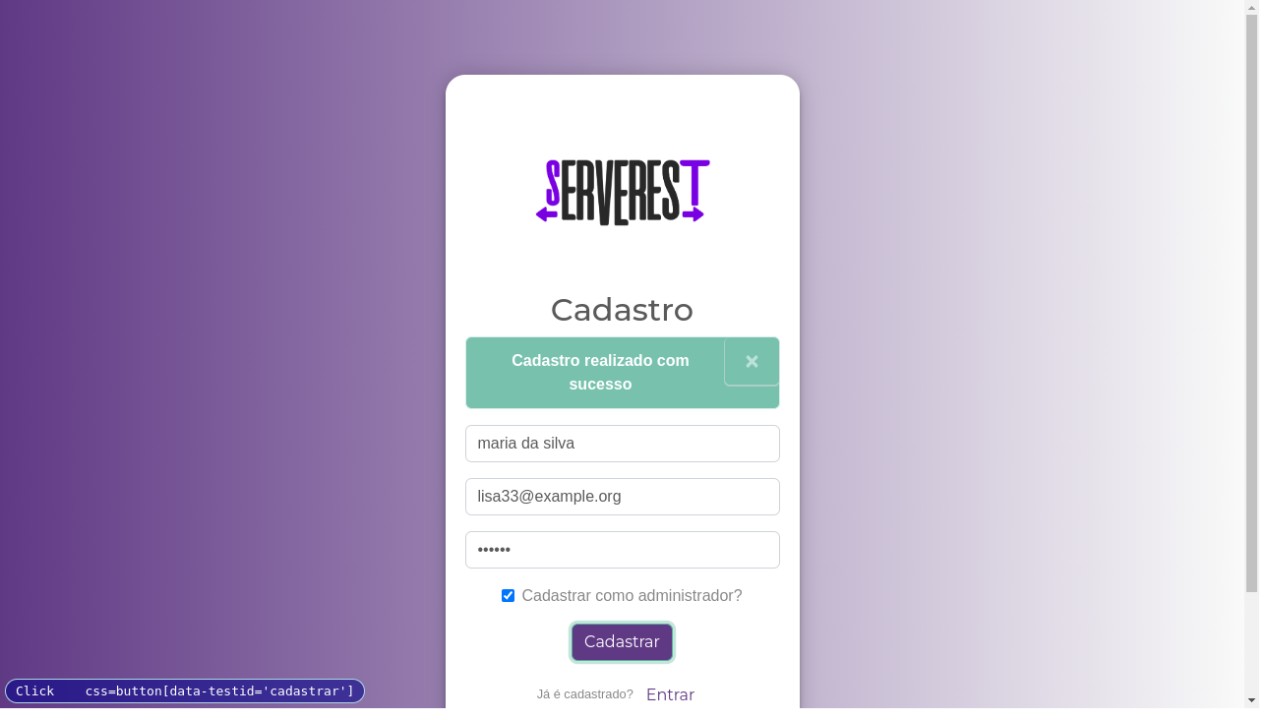 SERVEREST
Cadastro
Cadastro realizado com
sucesso
×
maria da silva
lisa33@example.org
••••••
Cadastrar como administrador?
Cadastrar
Já é cadastrado? Entrar
Click css=button[data-testid='cadastrar']